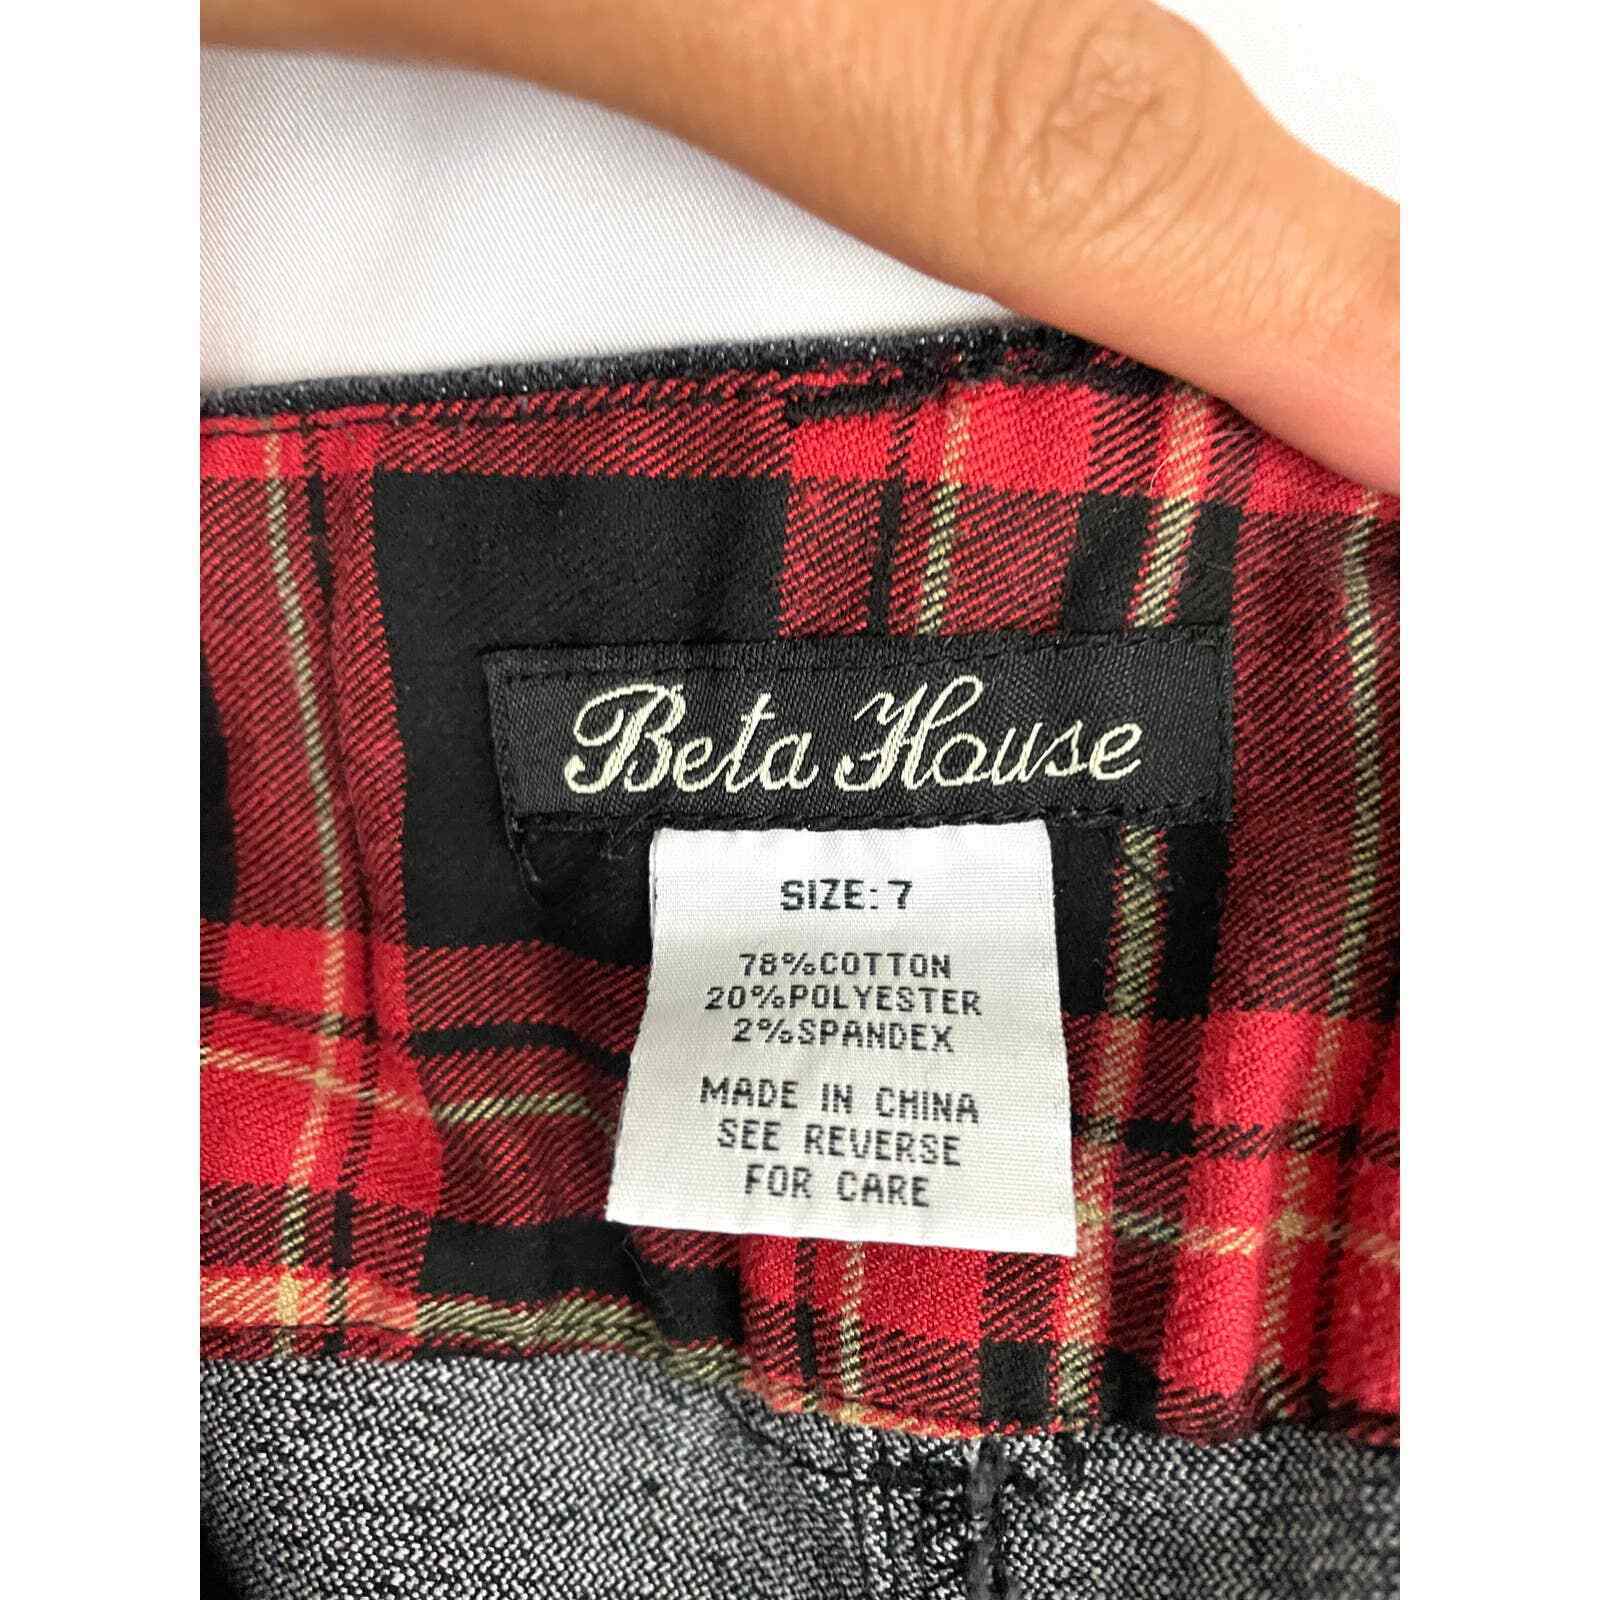 Beta House
SIZE: 7
78%COTTON
20%POLYESTER
2%SPANDEX
MADE IN CHINA
SEE REVERSE
FOR CARE